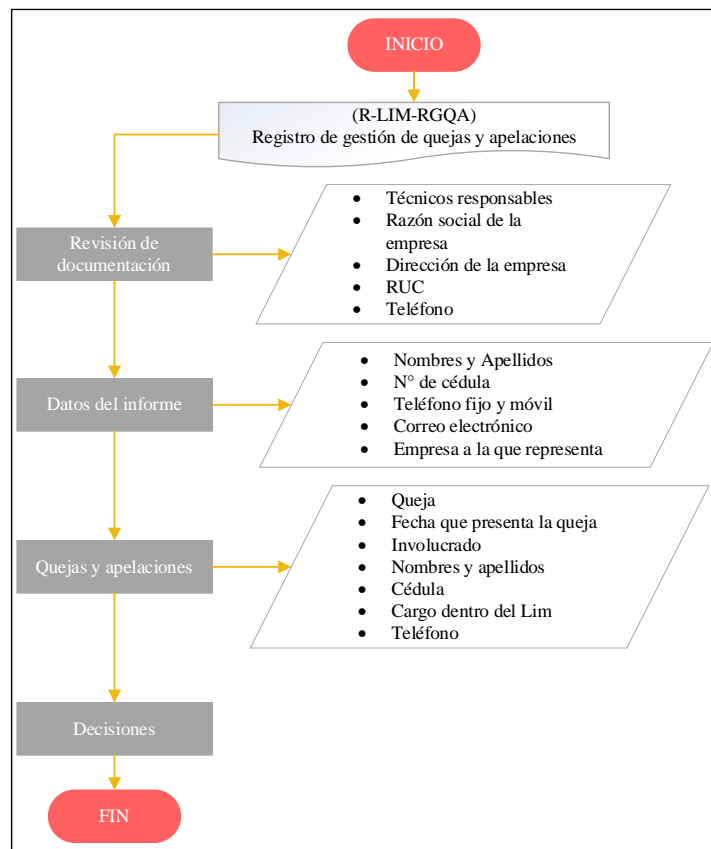 INICIO
(R-LIM-RGQA)
Registro de gestión de quejas y apelaciones
Revisión de
documentación
• Técnicos responsables
• Razón social de la
empresa
• Dirección de la empresa
• RUC
• Teléfono
Datos del informe
• Nombres y Apellidos
• N° de cédula
• Teléfono fijo y móvil
• Correo electrónico
• Empresa a la que representa
Quejas y apelaciones
• Queja
• Fecha que presenta la queja
• Involucrado
• Nombres y apellidos
• Cédula
• Cargo dentro del Lim
• Teléfono
Decisiones
FIN